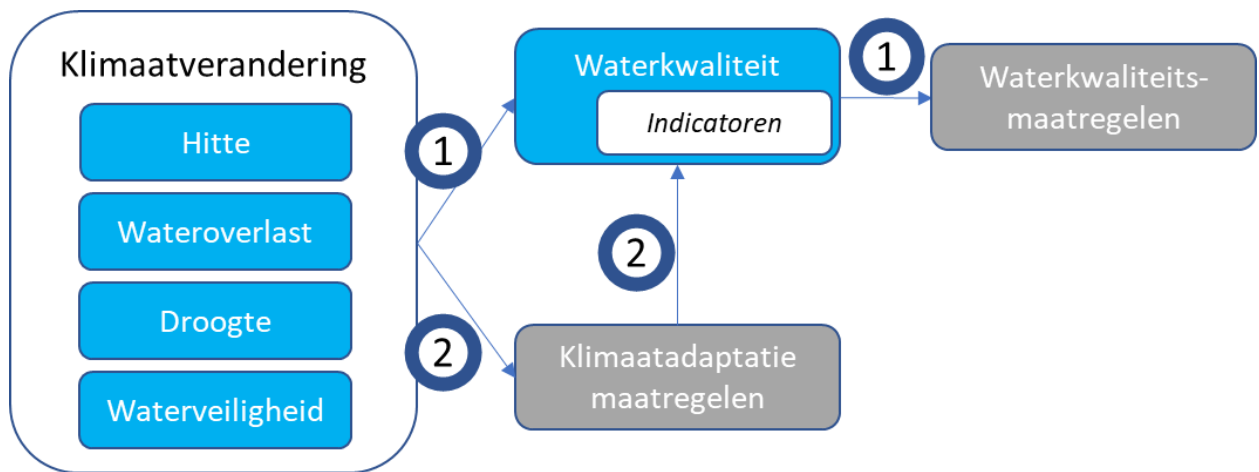 Klimaatverandering
Hitte
Wateroverlast
Droogte
Waterveiligheid
1
2
Waterkwaliteit
Indicatoren
2
Klimaatadaptatie
maatregelen
1
Waterkwaliteits-
maatregelen